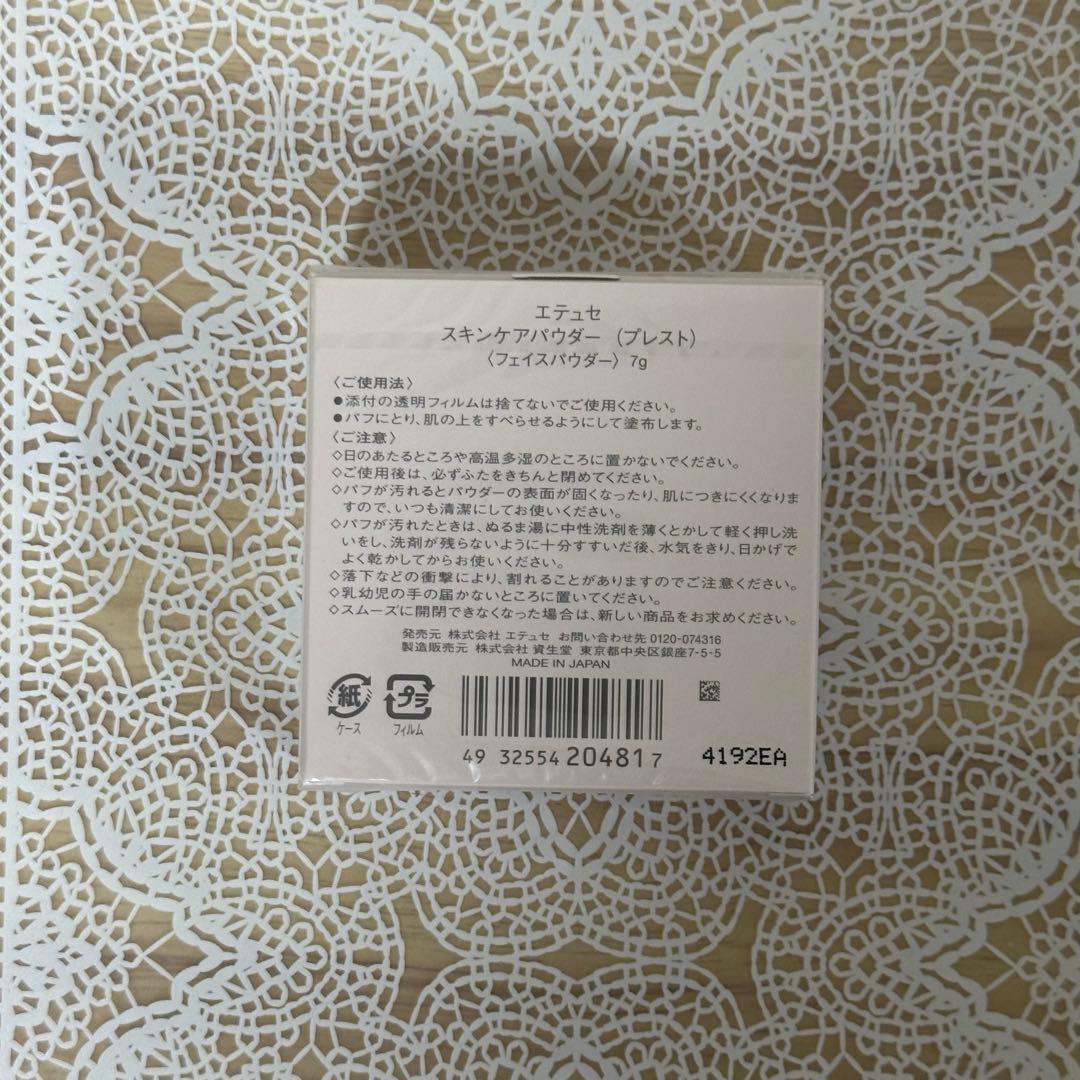 エテュセ
スキンケアパウダー（プレスト）
〈フェイスパウダー〉7g
〈ご使用法〉
●添付の透明フィルムは捨てないでご使用ください。
●パフにとり、肌の上をすべらせるようにして塗布します。
〈ご注意〉
◇日のあたるところや高温多湿のところに置かないでください。
◇ご使用後は、必ずふたをきちんと閉めてください。
◇パフが汚れるとパウダーの表面が固くなったり、肌につきにくくなりま
すので、いつも清潔にしてお使いください。
◇パフが汚れたときは、ぬるま湯に中性洗剤を薄くとかして軽く押し洗
いをし、洗剤が残らないように十分すすいだ後、水気をきり、日かげで
よく乾かしてからお使いください。
◇落下などの衝撃により、割れることがありますのでご注意ください。
◇乳幼児の手の届かないところに置いてください。
◇スムーズに開閉できなくなった場合は、新しい商品をお求めください。
発売元 株式会社 エテュセ お問い合わせ先 0120-074316
製造販売元 株式会社 資生堂 東京都中央区銀座7-5-5
MADE IN JAPAN
紙 プラ
ケース フィルム
49 32554 204817
4192EA